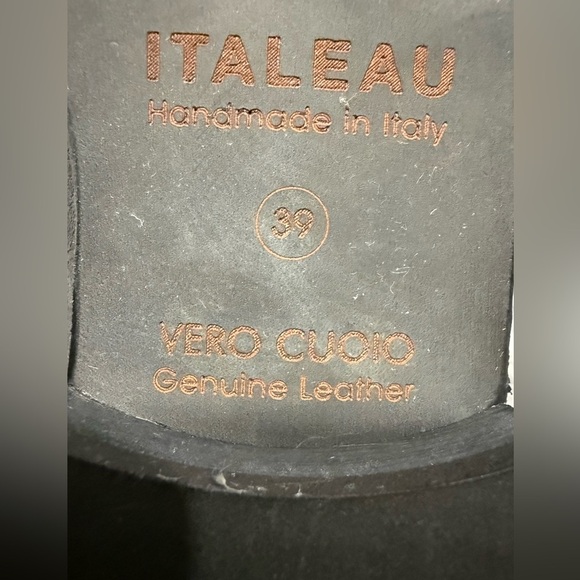 ITALEAU
Handmade in Italy
39
VERO CUOIO
Genuine Leather